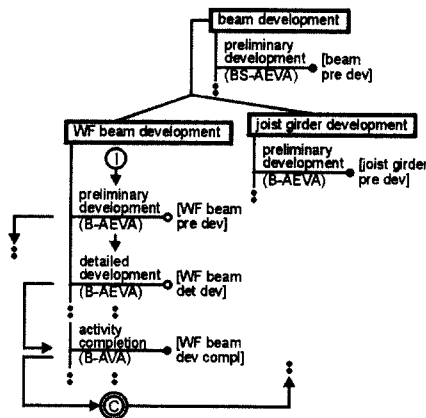 beam development
preliminary
development
(BS-AEVA)
[beam
pre dev]
WF beam development
joist girder development
I
preliminary
development
(B-AEVA)
[joist girder
pre dev]
preliminary
development
(B-AEVA)
[WF beam
pre dev]
detailed
development
(B-AEVA)
[WF beam
det dev]
activity
completion
(B-AVA)
[WF beam
dev compl]
C